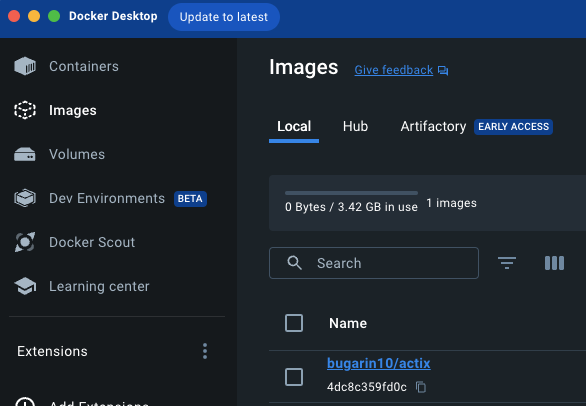 Docker Desktop
Update to latest
Containers
Images
Volumes
Dev Environments BETA
Docker Scout
Learning center
Extensions
Add Extensions
Images Give feedback
Local Hub Artifactory EARLY ACCESS
0 Bytes / 3.42 GB in use 1 images
Search
Name
bugarin10/actix
4dc8c359fd0c